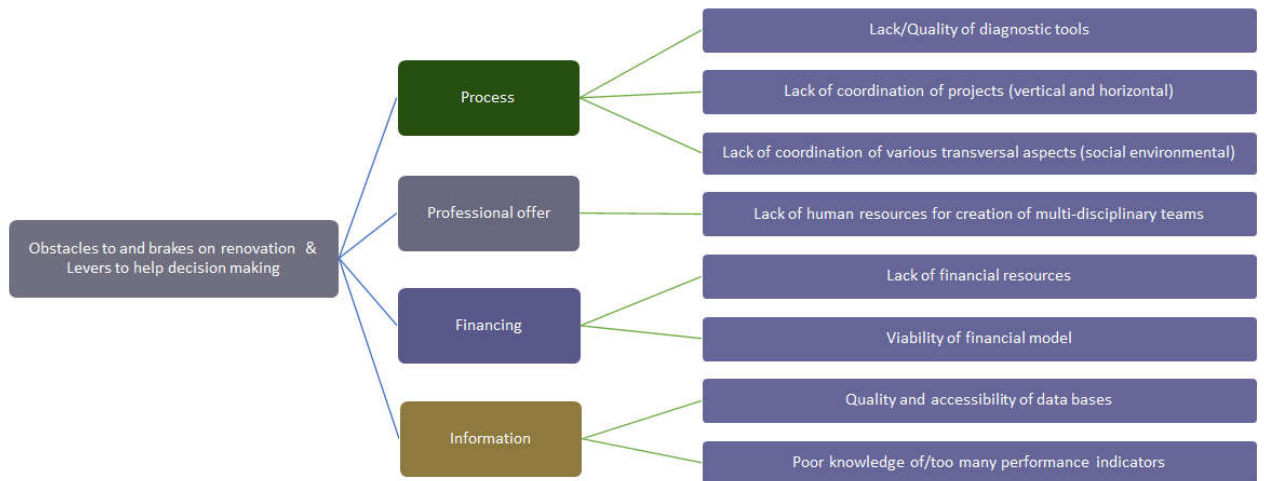 Obstacles to and brakes on renovation &
Levers to help decision making
Process
Lack/Quality of diagnostic tools
Lack of coordination of projects (vertical and horizontal)
Lack of coordination of various transversal aspects (social environmental)
Professional offer
Lack of human resources for creation of multi-disciplinary teams
Financing
Lack of financial resources
Viability of financial model
Information
Quality and accessibility of data bases
Poor knowledge of/too many performance indicators